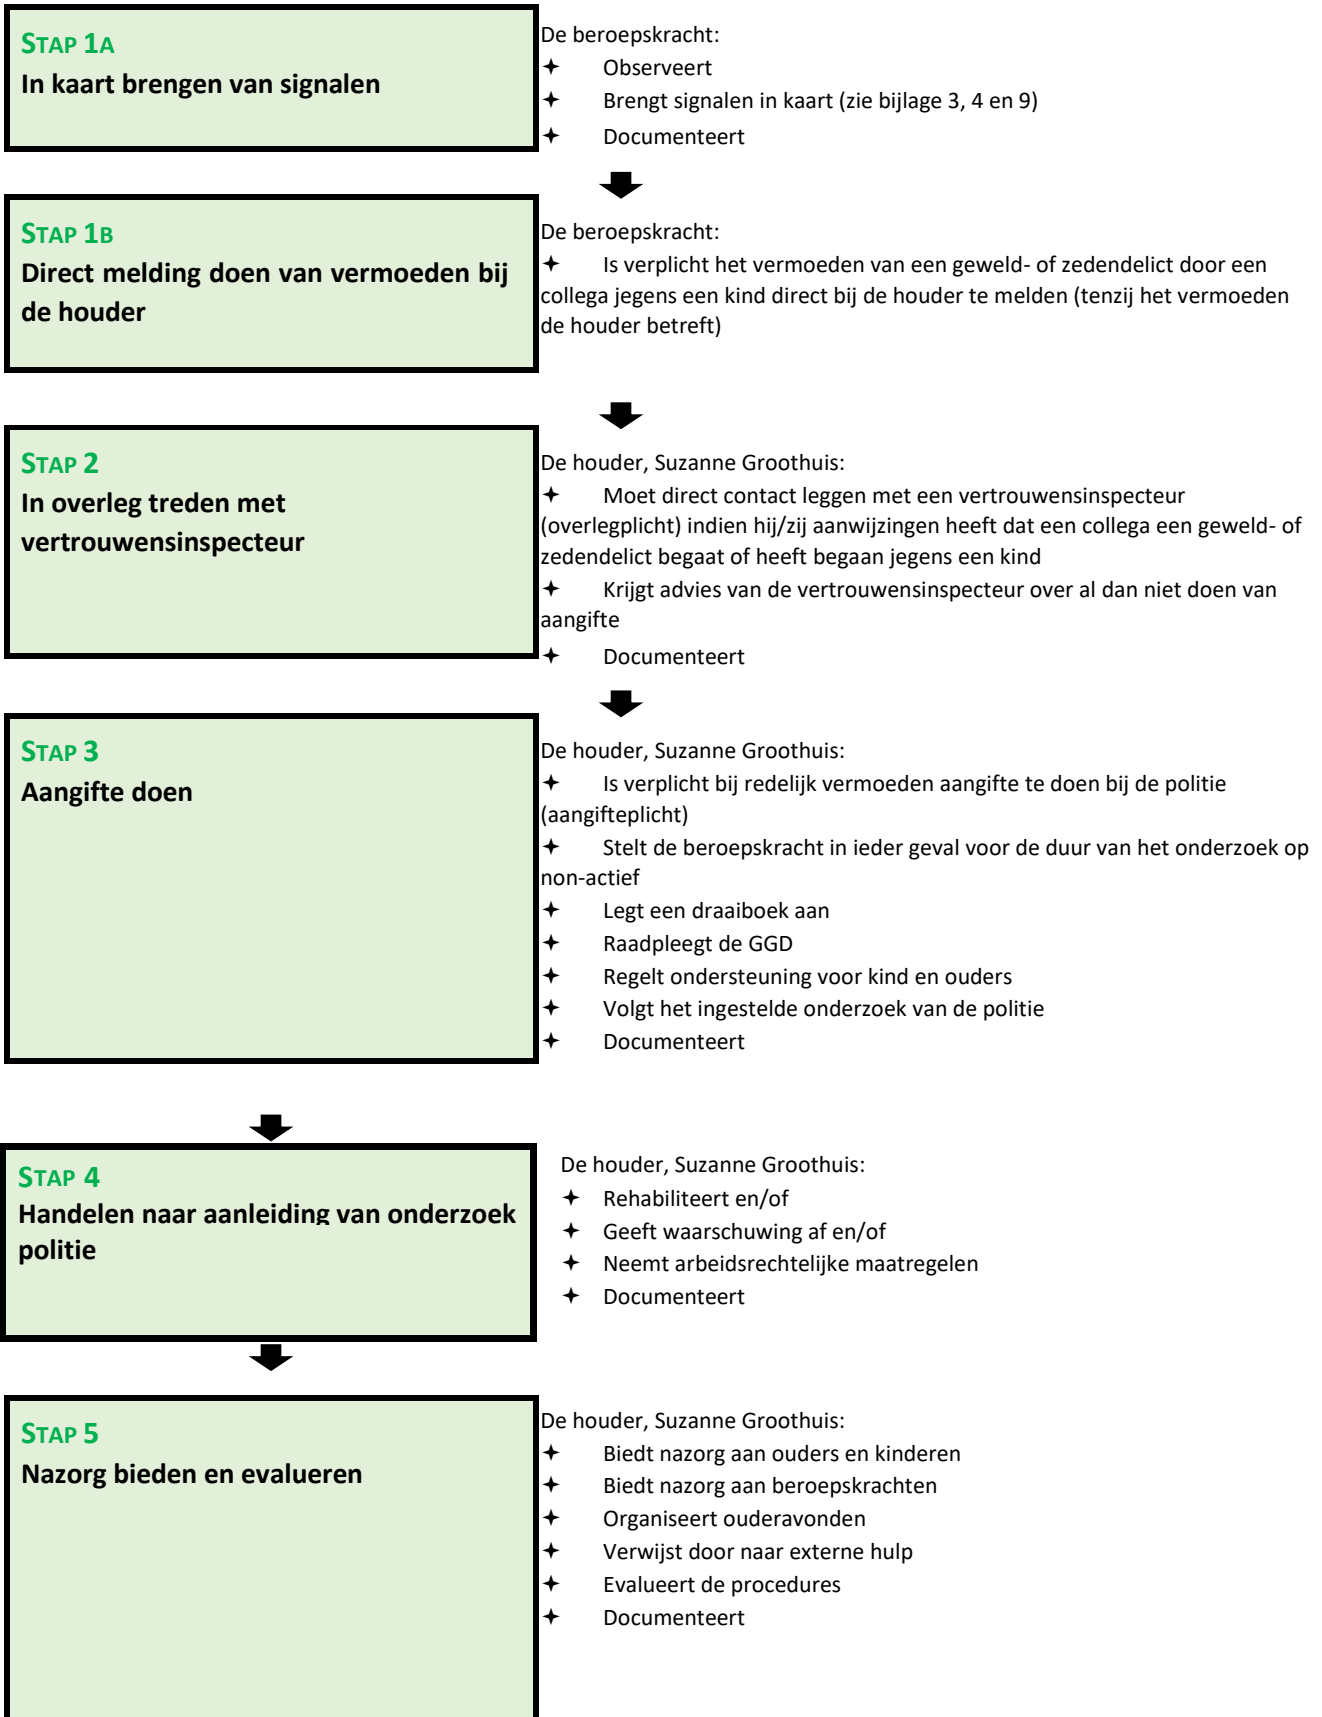 STAP 1A
In kaart brengen van signalen
De beroepskracht:
✦ Observeert
✦ Brengt signalen in kaart (zie bijlage 3, 4 en 9)
✦ Documenteert
STAP 1B
Direct melding doen van vermoeden bij
de houder
De beroepskracht:
✦ Is verplicht het vermoeden van een geweld- of zedendelict door een
collega jegens een kind direct bij de houder te melden (tenzij het vermoeden
de houder betreft)
STAP 2
In overleg treden met
vertrouwensinspecteur
De houder, Suzanne Groothuis:
✦ Moet direct contact leggen met een vertrouwensinspecteur
(overlegplicht) indien hij/zij aanwijzingen heeft dat een collega een geweld- of
zedendelict begaat of heeft begaan jegens een kind
✦ Krijgt advies van de vertrouwensinspecteur over al dan niet doen van
aangifte
✦ Documenteert
STAP 3
Aangifte doen
De houder, Suzanne Groothuis:
✦ Is verplicht bij redelijk vermoeden aangifte te doen bij de politie
(aangifteplicht)
✦ Stelt de beroepskracht in ieder geval voor de duur van het onderzoek op
non-actief
✦ Legt een draaiboek aan
✦ Raadpleegt de GGD
✦ Regelt ondersteuning voor kind en ouders
✦ Volgt het ingestelde onderzoek van de politie
✦ Documenteert
STAP 4
Handelen naar aanleiding van onderzoek
politie
De houder, Suzanne Groothuis:
✦ Rehabiliteert en/of
✦ Geeft waarschuwing af en/of
✦ Neemt arbeidsrechtelijke maatregelen
✦ Documenteert
STAP 5
Nazorg bieden en evalueren
De houder, Suzanne Groothuis:
✦ Biedt nazorg aan ouders en kinderen
✦ Biedt nazorg aan beroepskrachten
✦ Organiseert ouderavonden
✦ Verwijst door naar externe hulp
✦ Evalueert de procedures
✦ Documenteert